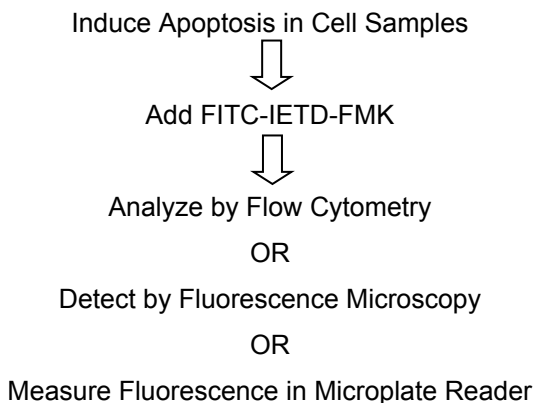 Induce Apoptosis in Cell Samples
Add FITC-IETD-FMK
Analyze by Flow Cytometry
OR
Detect by Fluorescence Microscopy
OR
Measure Fluorescence in Microplate Reader